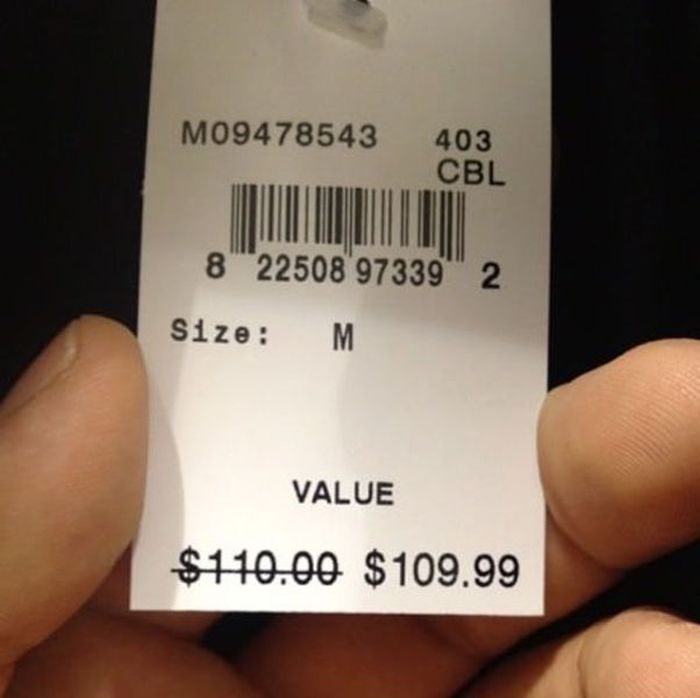 M09478543 403
CBL
8 22508 97339 2
Size: M
VALUE
$110.00 $109.99